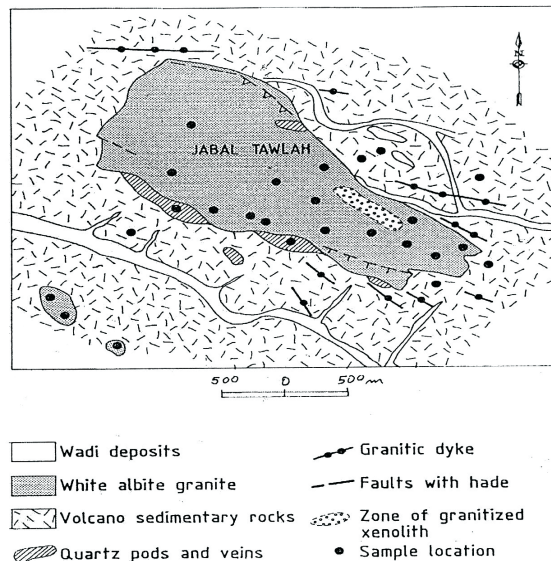 N
JABAL TAWLAH
500 0 500m
Wadi deposits
White albite granite
Volcano sedimentary rocks
Quartz pods and veins
Granitic dyke
Faults with hade
Zone of granitized
xenolith
Sample location